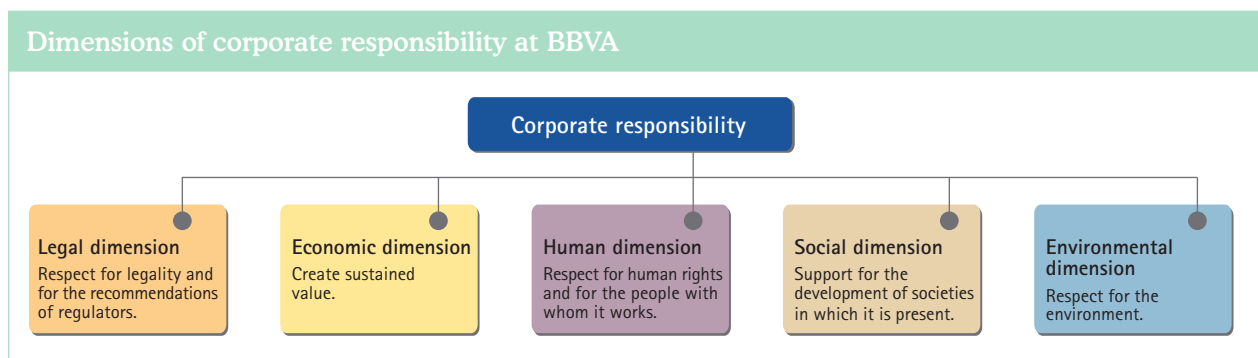 Dimensions of corporate responsibility at BBVA
Corporate responsibility
Legal dimension
Respect for legality and
for the recommendations
of regulators.
Economic dimension
Create sustained
value.
Human dimension
Respect for human rights
and for the people with
whom it works.
Social dimension
Support for the
development of societies
in which it is present.
Environmental
dimension
Respect for the
environment.